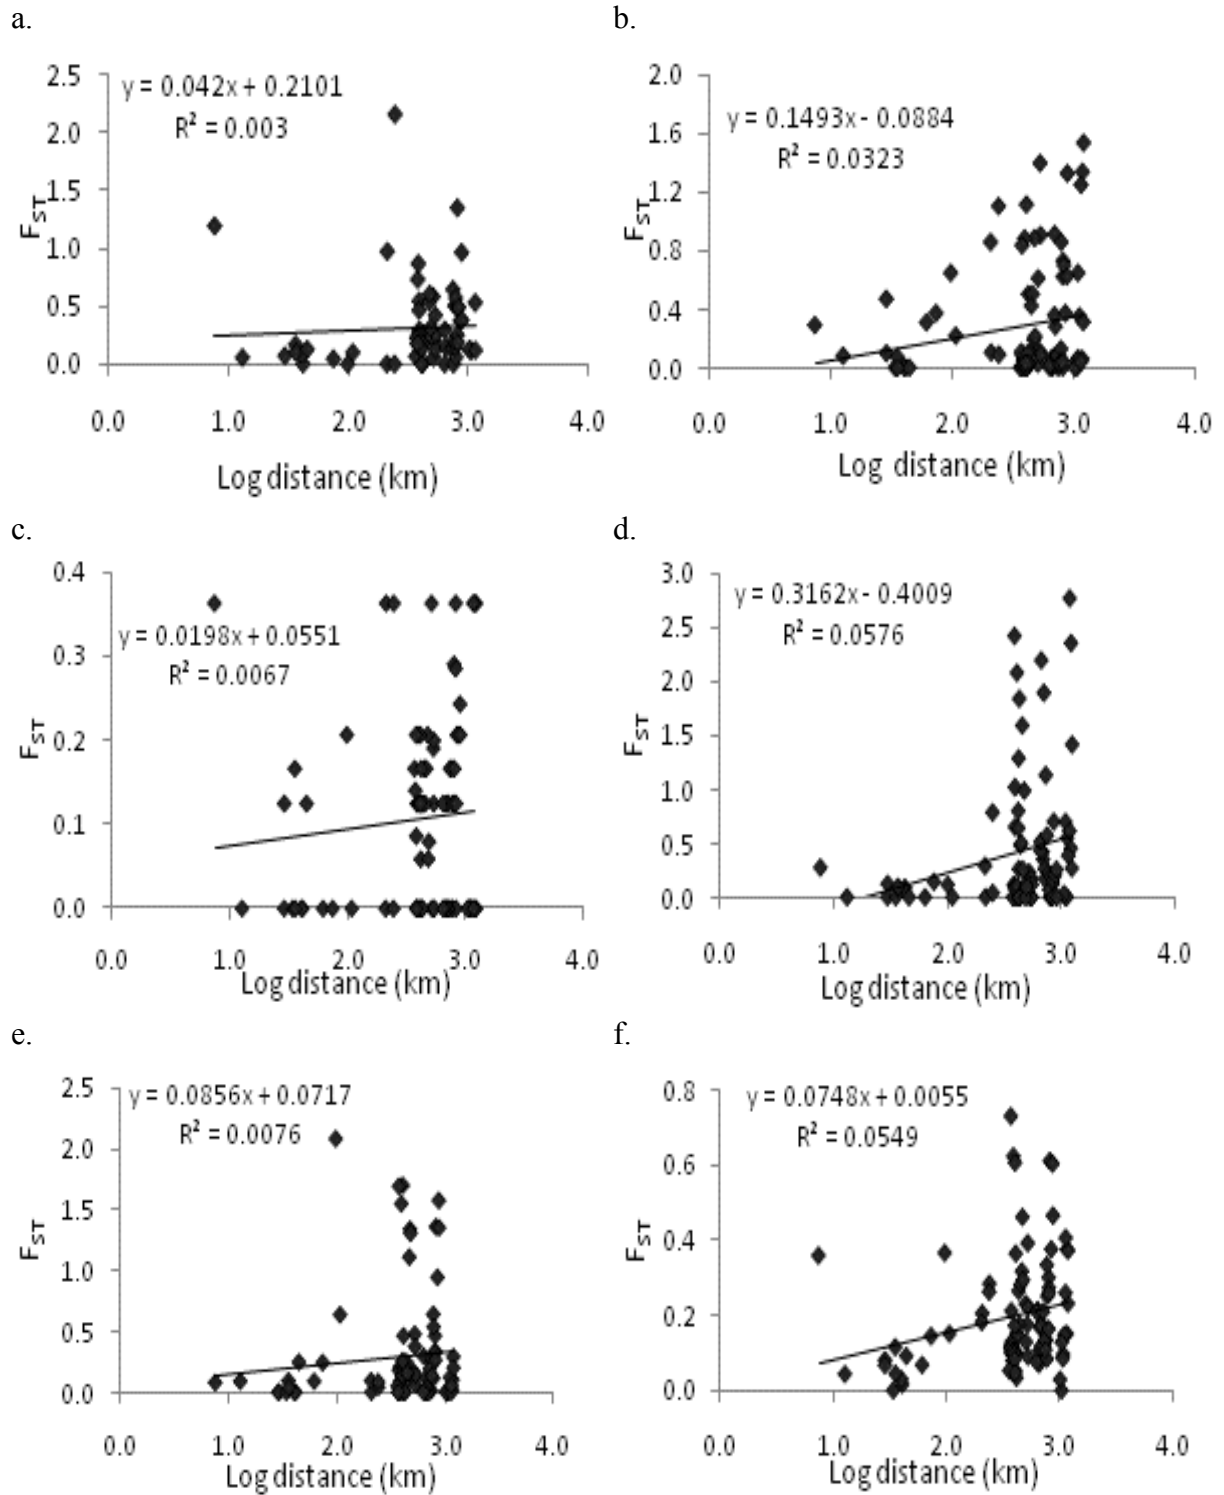 a.
y = 0.042x + 0.2101
R² = 0.003
2.5
2.0
1.5
1.0
0.5
0.0
FST
0.0 1.0 2.0 3.0 4.0
Log distance (km)
b.
y = 0.1493x - 0.0884
R² = 0.0323
2.0
1.6
1.2
0.8
0.4
0.0
FST
0.0 1.0 2.0 3.0 4.0
Log distance (km)
c.
y = 0.0198x + 0.0551
R² = 0.0067
0.4
0.3
0.2
0.1
0.0
FST
0.0 1.0 2.0 3.0 4.0
Log distance (km)
d.
y = 0.3162x - 0.4009
R² = 0.0576
3.0
2.5
2.0
1.5
1.0
0.5
0.0
FST
0.0 1.0 2.0 3.0 4.0
Log distance (km)
e.
y = 0.0856x + 0.0717
R² = 0.0076
2.5
2.0
1.5
1.0
0.5
0.0
FST
0.0 1.0 2.0 3.0 4.0
Log distance (km)
f.
y = 0.0748x + 0.0055
R² = 0.0549
0.8
0.6
0.4
0.2
0.0
FST
0.0 1.0 2.0 3.0 4.0
Log distance (km)